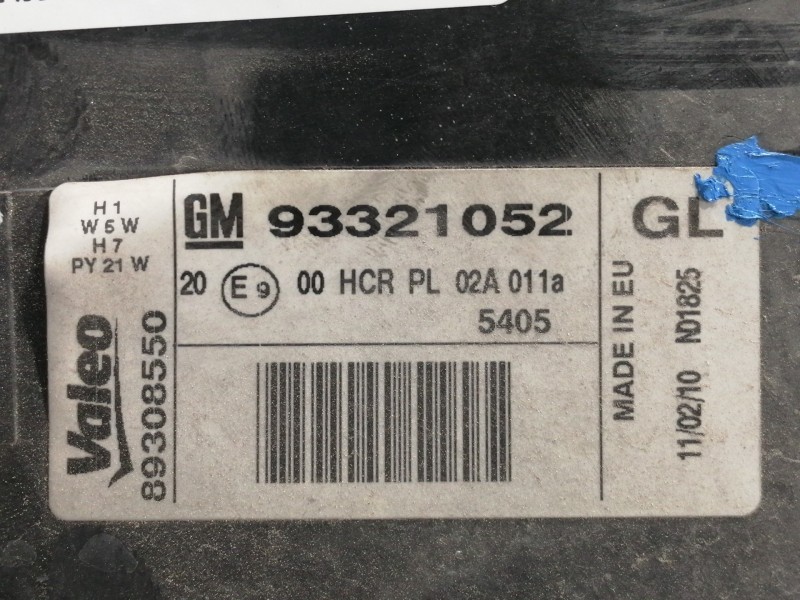 H 1
W 5 W
H 7
PY 21 W
Valeo
89308550
GM 93321052
20 E9 00 HCR PL 02A 011a
5405
GL
MADE IN EU
11/02/10 ND1825